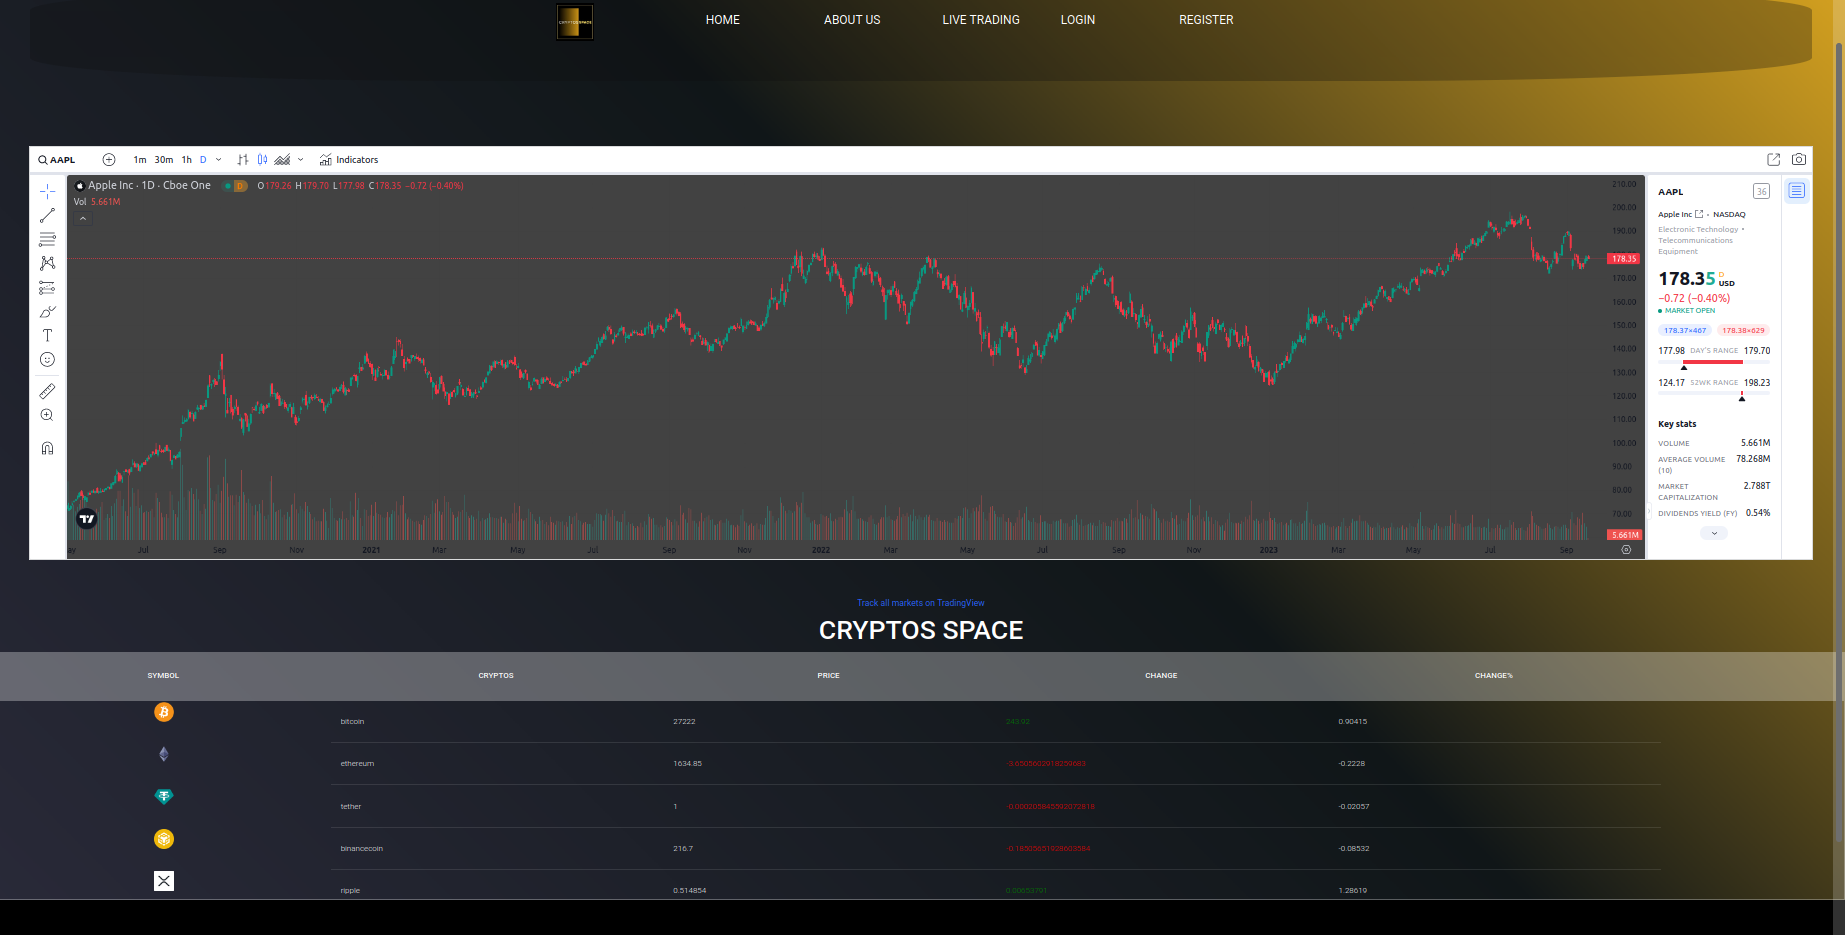 CRYPTOSPACE HOME ABOUT US LIVE TRADING LOGIN REGISTER
AAPL 1m 30m 1h D Indicators
Apple Inc · 1D · Cboe One D O179.26 H179.70 L177.98 C178.35 −0.72 (−0.40%)
Vol 5.661M
210.00
200.00
190.00
178.35
170.00
160.00
150.00
140.00
130.00
120.00
110.00
100.00
90.00
80.00
70.00
5.661M
ay Jul Sep Nov 2021 Mar May Jul Sep Nov 2022 Mar May Jul Sep Nov 2023 Mar May Jul Sep
AAPL 36
Apple Inc · NASDAQ
Electronic Technology •
Telecommunications
Equipment
178.35 D USD
−0.72 (−0.40%)
MARKET OPEN
178.37×467 178.38×629
177.98 DAY'S RANGE 179.70
124.17 52WK RANGE 198.23
Key stats
VOLUME 5.661M
AVERAGE VOLUME (10) 78.268M
MARKET CAPITALIZATION 2.788T
DIVIDENDS YIELD (FY) 0.54%
Track all markets on TradingView
CRYPTOS SPACE
SYMBOL CRYPTOS PRICE CHANGE CHANGE%
bitcoin 27222 243.92 0.90415
ethereum 1634.85 -0.2228
tether 1 -0.02057
binancecoin 216.7 -0.08532
ripple 0.514854 0.00653791 1.28619